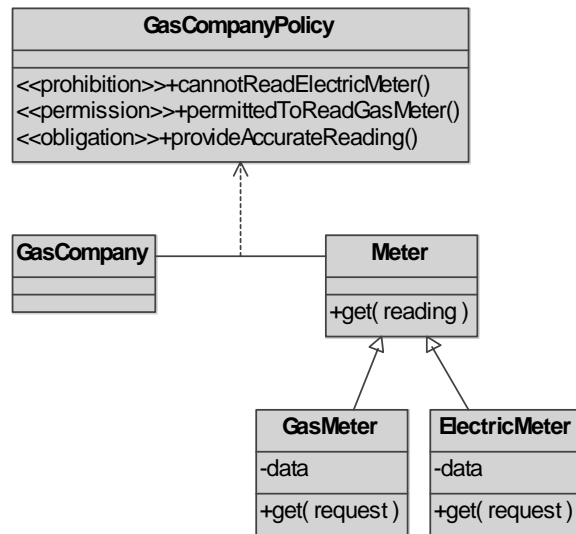 GasCompanyPolicy
<<prohibition>>+cannotReadElectricMeter()
<<permission>>+permittedToReadGasMeter()
<<obligation>>+provideAccurateReading()
GasCompany
Meter
+get( reading )
GasMeter
-data
+get( request )
ElectricMeter
-data
+get( request )